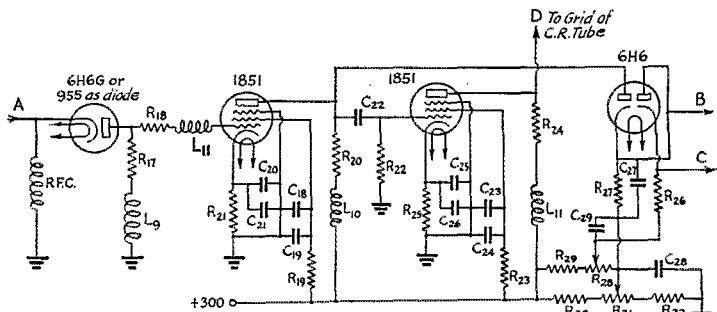 D To Grid of
C.R. Tube
6H6
6H6G or
955 as diode
1851
1851
A
R18
L11
C22
B
C
R24
R17
R.F.C.
L9
R20
L10
R22
C20
C18
C21
C19
R21
R19
C25
C23
C26
C24
R25
R23
L11
C27
R27
R26
C29
R29
R28
C28
+300